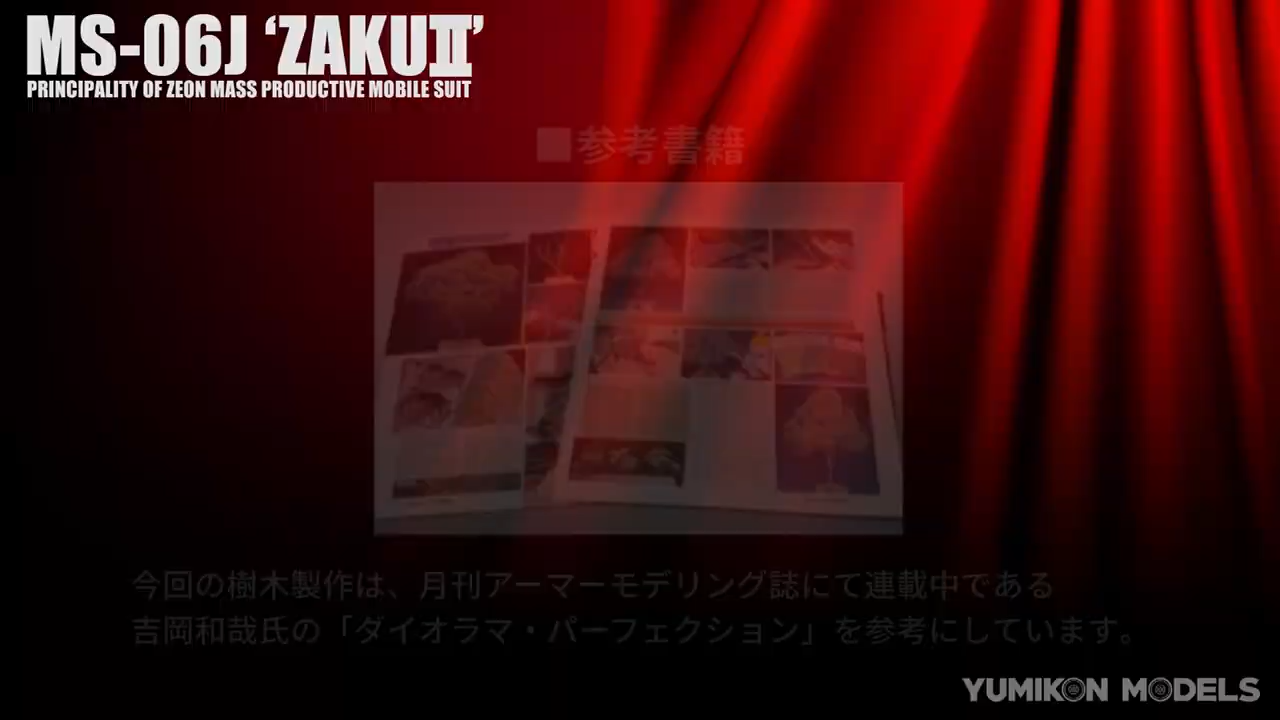 MS-06J ‘ZAKUⅡ’
PRINCIPALITY OF ZEON MASS PRODUCTIVE MOBILE SUIT
■参考書籍
今回の樹木製作は、月刊アーマーモデリング誌にて連載中である
吉岡和哉氏の「ダイオラマ・パーフェクション」を参考にしています。
YUMIKON MODELS